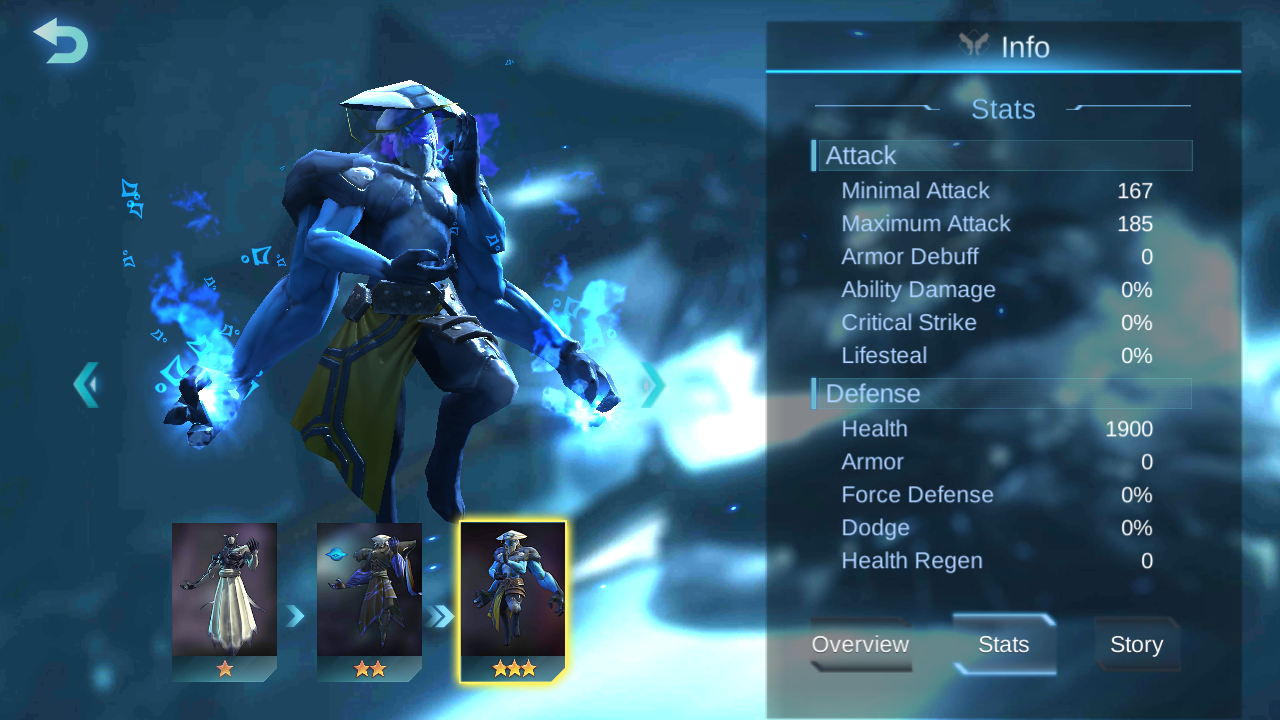 Info
Stats
Attack
Minimal Attack 167
Maximum Attack 185
Armor Debuff 0
Ability Damage 0%
Critical Strike 0%
Lifesteal 0%
Defense
Health 1900
Armor 0
Force Defense 0%
Dodge 0%
Health Regen 0
Overview Stats Story